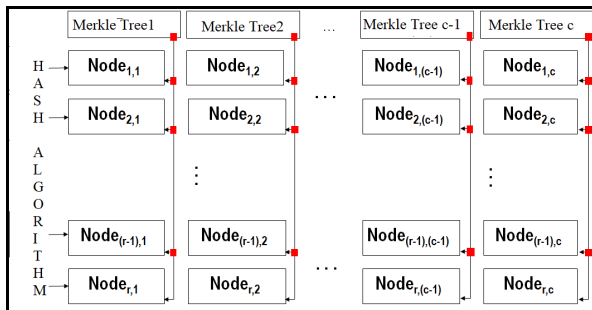 Merkle Tree1 Merkle Tree2 ... Merkle Tree c-1 Merkle Tree c
HASH ALGORITHM
Node1,1 Node1,2 Node1,(c-1) Node1,c
...
Node2,1 Node2,2 Node2,(c-1) Node2,c
⋮ ⋮
Node(r-1),1 Node(r-1),2 Node(r-1),(c-1) Node(r-1),c
...
Noder,1 Noder,2 Noder,(c-1) Noder,c